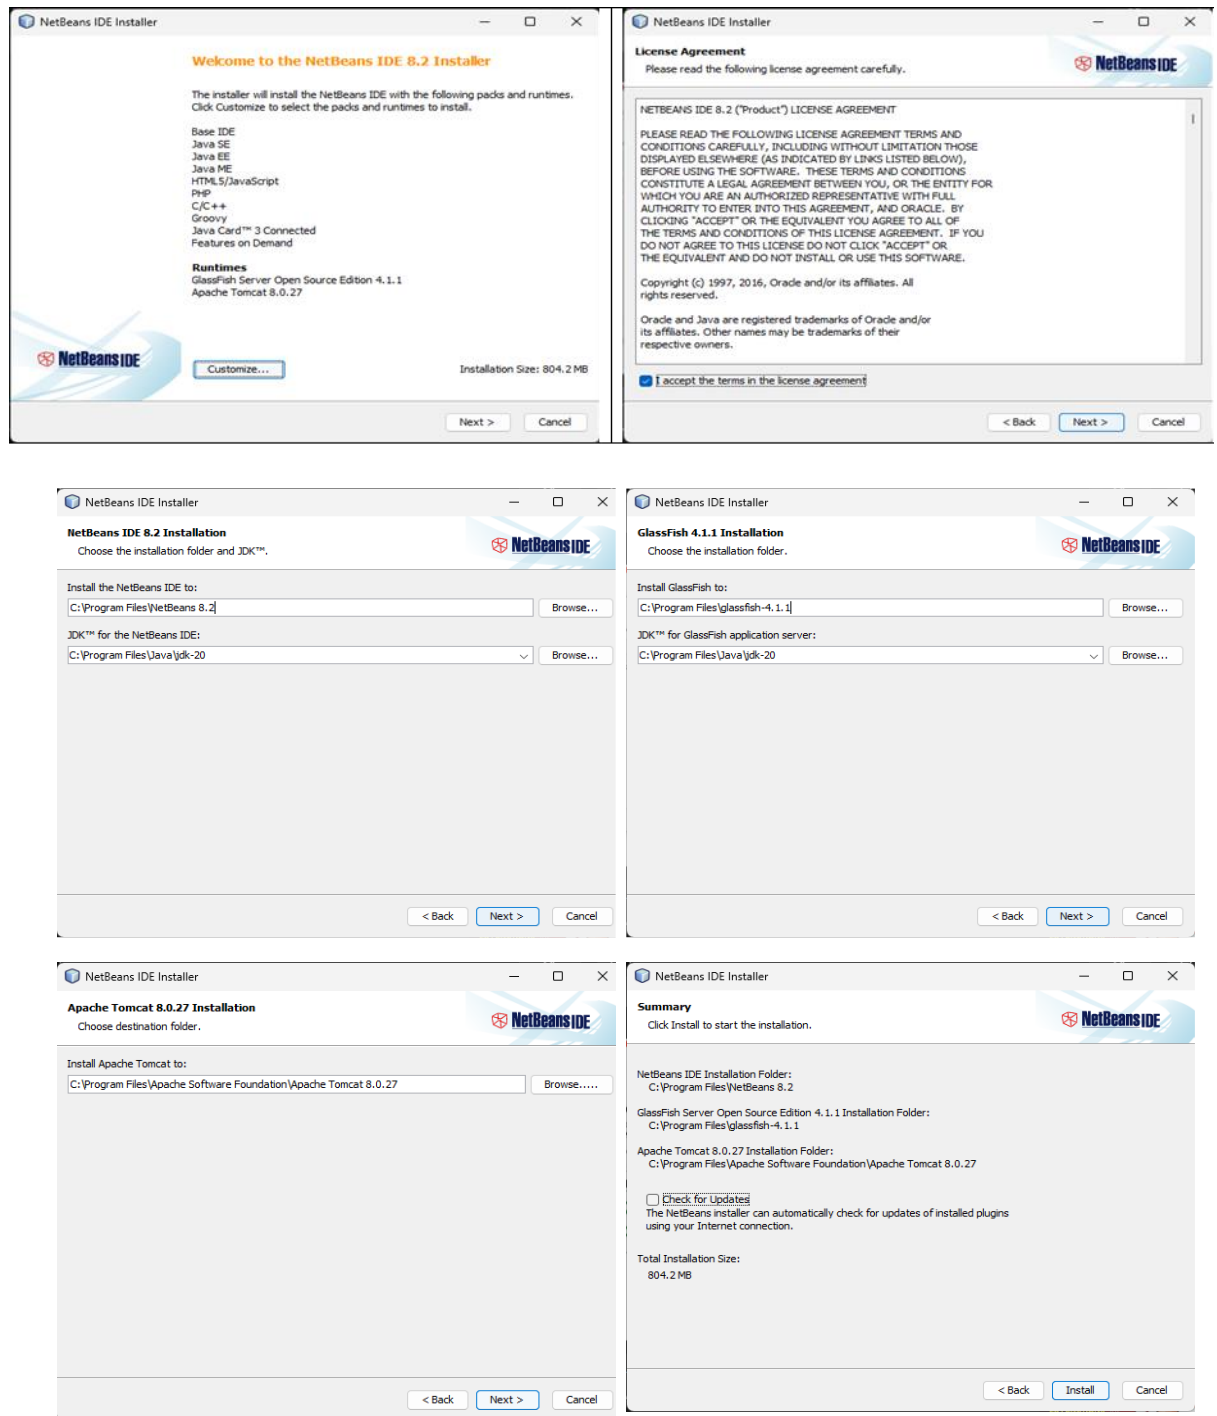 NetBeans IDE Installer
Welcome to the NetBeans IDE 8.2 Installer
The installer will install the NetBeans IDE with the following packs and runtimes.
Click Customize to select the packs and runtimes to install.
Base IDE
Java SE
Java EE
Java ME
HTML5/JavaScript
PHP
C/C++
Groovy
Java Card™ 3 Connected
Features on Demand
Runtimes
GlassFish Server Open Source Edition 4.1.1
Apache Tomcat 8.0.27
NetBeans IDE
Customize...
Installation Size: 804.2 MB
Next >
Cancel
NetBeans IDE Installer
License Agreement
Please read the following license agreement carefully.
NetBeans IDE
NETBEANS IDE 8.2 ("Product") LICENSE AGREEMENT
PLEASE READ THE FOLLOWING LICENSE AGREEMENT TERMS AND
CONDITIONS CAREFULLY, INCLUDING WITHOUT LIMITATION THOSE
DISPLAYED ELSEWHERE (AS INDICATED BY LINKS LISTED BELOW),
BEFORE USING THE SOFTWARE. THESE TERMS AND CONDITIONS
CONSTITUTE A LEGAL AGREEMENT BETWEEN YOU, OR THE ENTITY FOR
WHICH YOU ARE AN AUTHORIZED REPRESENTATIVE WITH FULL
AUTHORITY TO ENTER INTO THIS AGREEMENT, AND ORACLE. BY
CLICKING "ACCEPT" OR THE EQUIVALENT YOU AGREE TO ALL OF
THE TERMS AND CONDITIONS OF THIS LICENSE AGREEMENT. IF YOU
DO NOT AGREE TO THIS LICENSE DO NOT CLICK "ACCEPT" OR
THE EQUIVALENT AND DO NOT INSTALL OR USE THIS SOFTWARE.
Copyright (c) 1997, 2016, Oracle and/or its affiliates. All
rights reserved.
Oracle and Java are registered trademarks of Oracle and/or
its affiliates. Other names may be trademarks of their
respective owners.
I accept the terms in the license agreement
< Back
Next >
Cancel
NetBeans IDE Installer
NetBeans IDE 8.2 Installation
Choose the installation folder and JDK™.
NetBeans IDE
Install the NetBeans IDE to:
C:\Program Files\NetBeans 8.2
Browse...
JDK™ for the NetBeans IDE:
C:\Program Files\Java\jdk-20
Browse...
< Back
Next >
Cancel
NetBeans IDE Installer
GlassFish 4.1.1 Installation
Choose the installation folder.
NetBeans IDE
Install GlassFish to:
C:\Program Files\glassfish-4.1.1
Browse...
JDK™ for GlassFish application server:
C:\Program Files\Java\jdk-20
Browse...
< Back
Next >
Cancel
NetBeans IDE Installer
Apache Tomcat 8.0.27 Installation
Choose destination folder.
NetBeans IDE
Install Apache Tomcat to:
C:\Program Files\Apache Software Foundation\Apache Tomcat 8.0.27
Browse.....
< Back
Next >
Cancel
NetBeans IDE Installer
Summary
Click Install to start the installation.
NetBeans IDE
NetBeans IDE Installation Folder:
C:\Program Files\NetBeans 8.2
GlassFish Server Open Source Edition 4.1.1 Installation Folder:
C:\Program Files\glassfish-4.1.1
Apache Tomcat 8.0.27 Installation Folder:
C:\Program Files\Apache Software Foundation\Apache Tomcat 8.0.27
Check for Updates
The NetBeans installer can automatically check for updates of installed plugins
using your Internet connection.
Total Installation Size:
804.2 MB
< Back
Install
Cancel